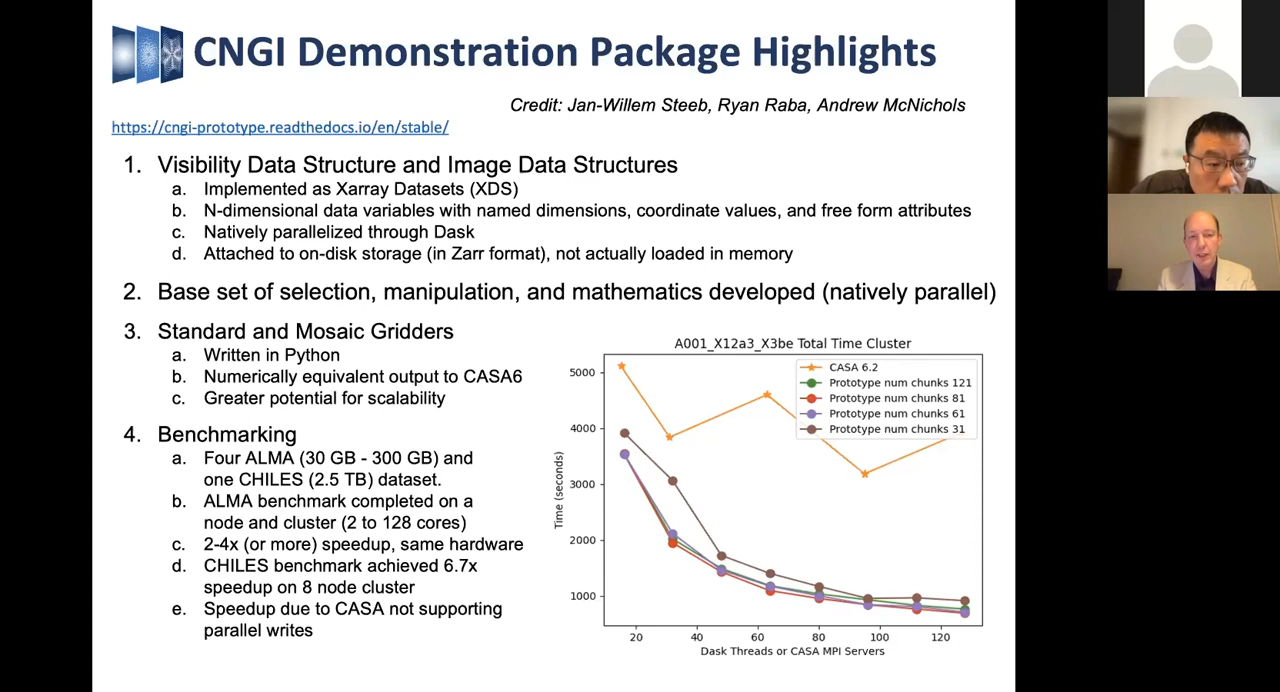 CNGI Demonstration Package Highlights
Credit: Jan-Willem Steeb, Ryan Raba, Andrew McNichols
https://cngi-prototype.readthedocs.io/en/stable/
1. Visibility Data Structure and Image Data Structures
a. Implemented as Xarray Datasets (XDS)
b. N-dimensional data variables with named dimensions, coordinate values, and free form attributes
c. Natively parallelized through Dask
d. Attached to on-disk storage (in Zarr format), not actually loaded in memory
2. Base set of selection, manipulation, and mathematics developed (natively parallel)
3. Standard and Mosaic Gridders
a. Written in Python
b. Numerically equivalent output to CASA6
c. Greater potential for scalability
4. Benchmarking
a. Four ALMA (30 GB - 300 GB) and
one CHILES (2.5 TB) dataset.
b. ALMA benchmark completed on a
node and cluster (2 to 128 cores)
c. 2-4x (or more) speedup, same hardware
d. CHILES benchmark achieved 6.7x
speedup on 8 node cluster
e. Speedup due to CASA not supporting
parallel writes
A001_X12a3_X3be Total Time Cluster
CASA 6.2
Prototype num chunks 121
Prototype num chunks 81
Prototype num chunks 61
Prototype num chunks 31
Time (seconds)
5000
4000
3000
2000
1000
20 40 60 80 100 120
Dask Threads or CASA MPI Servers